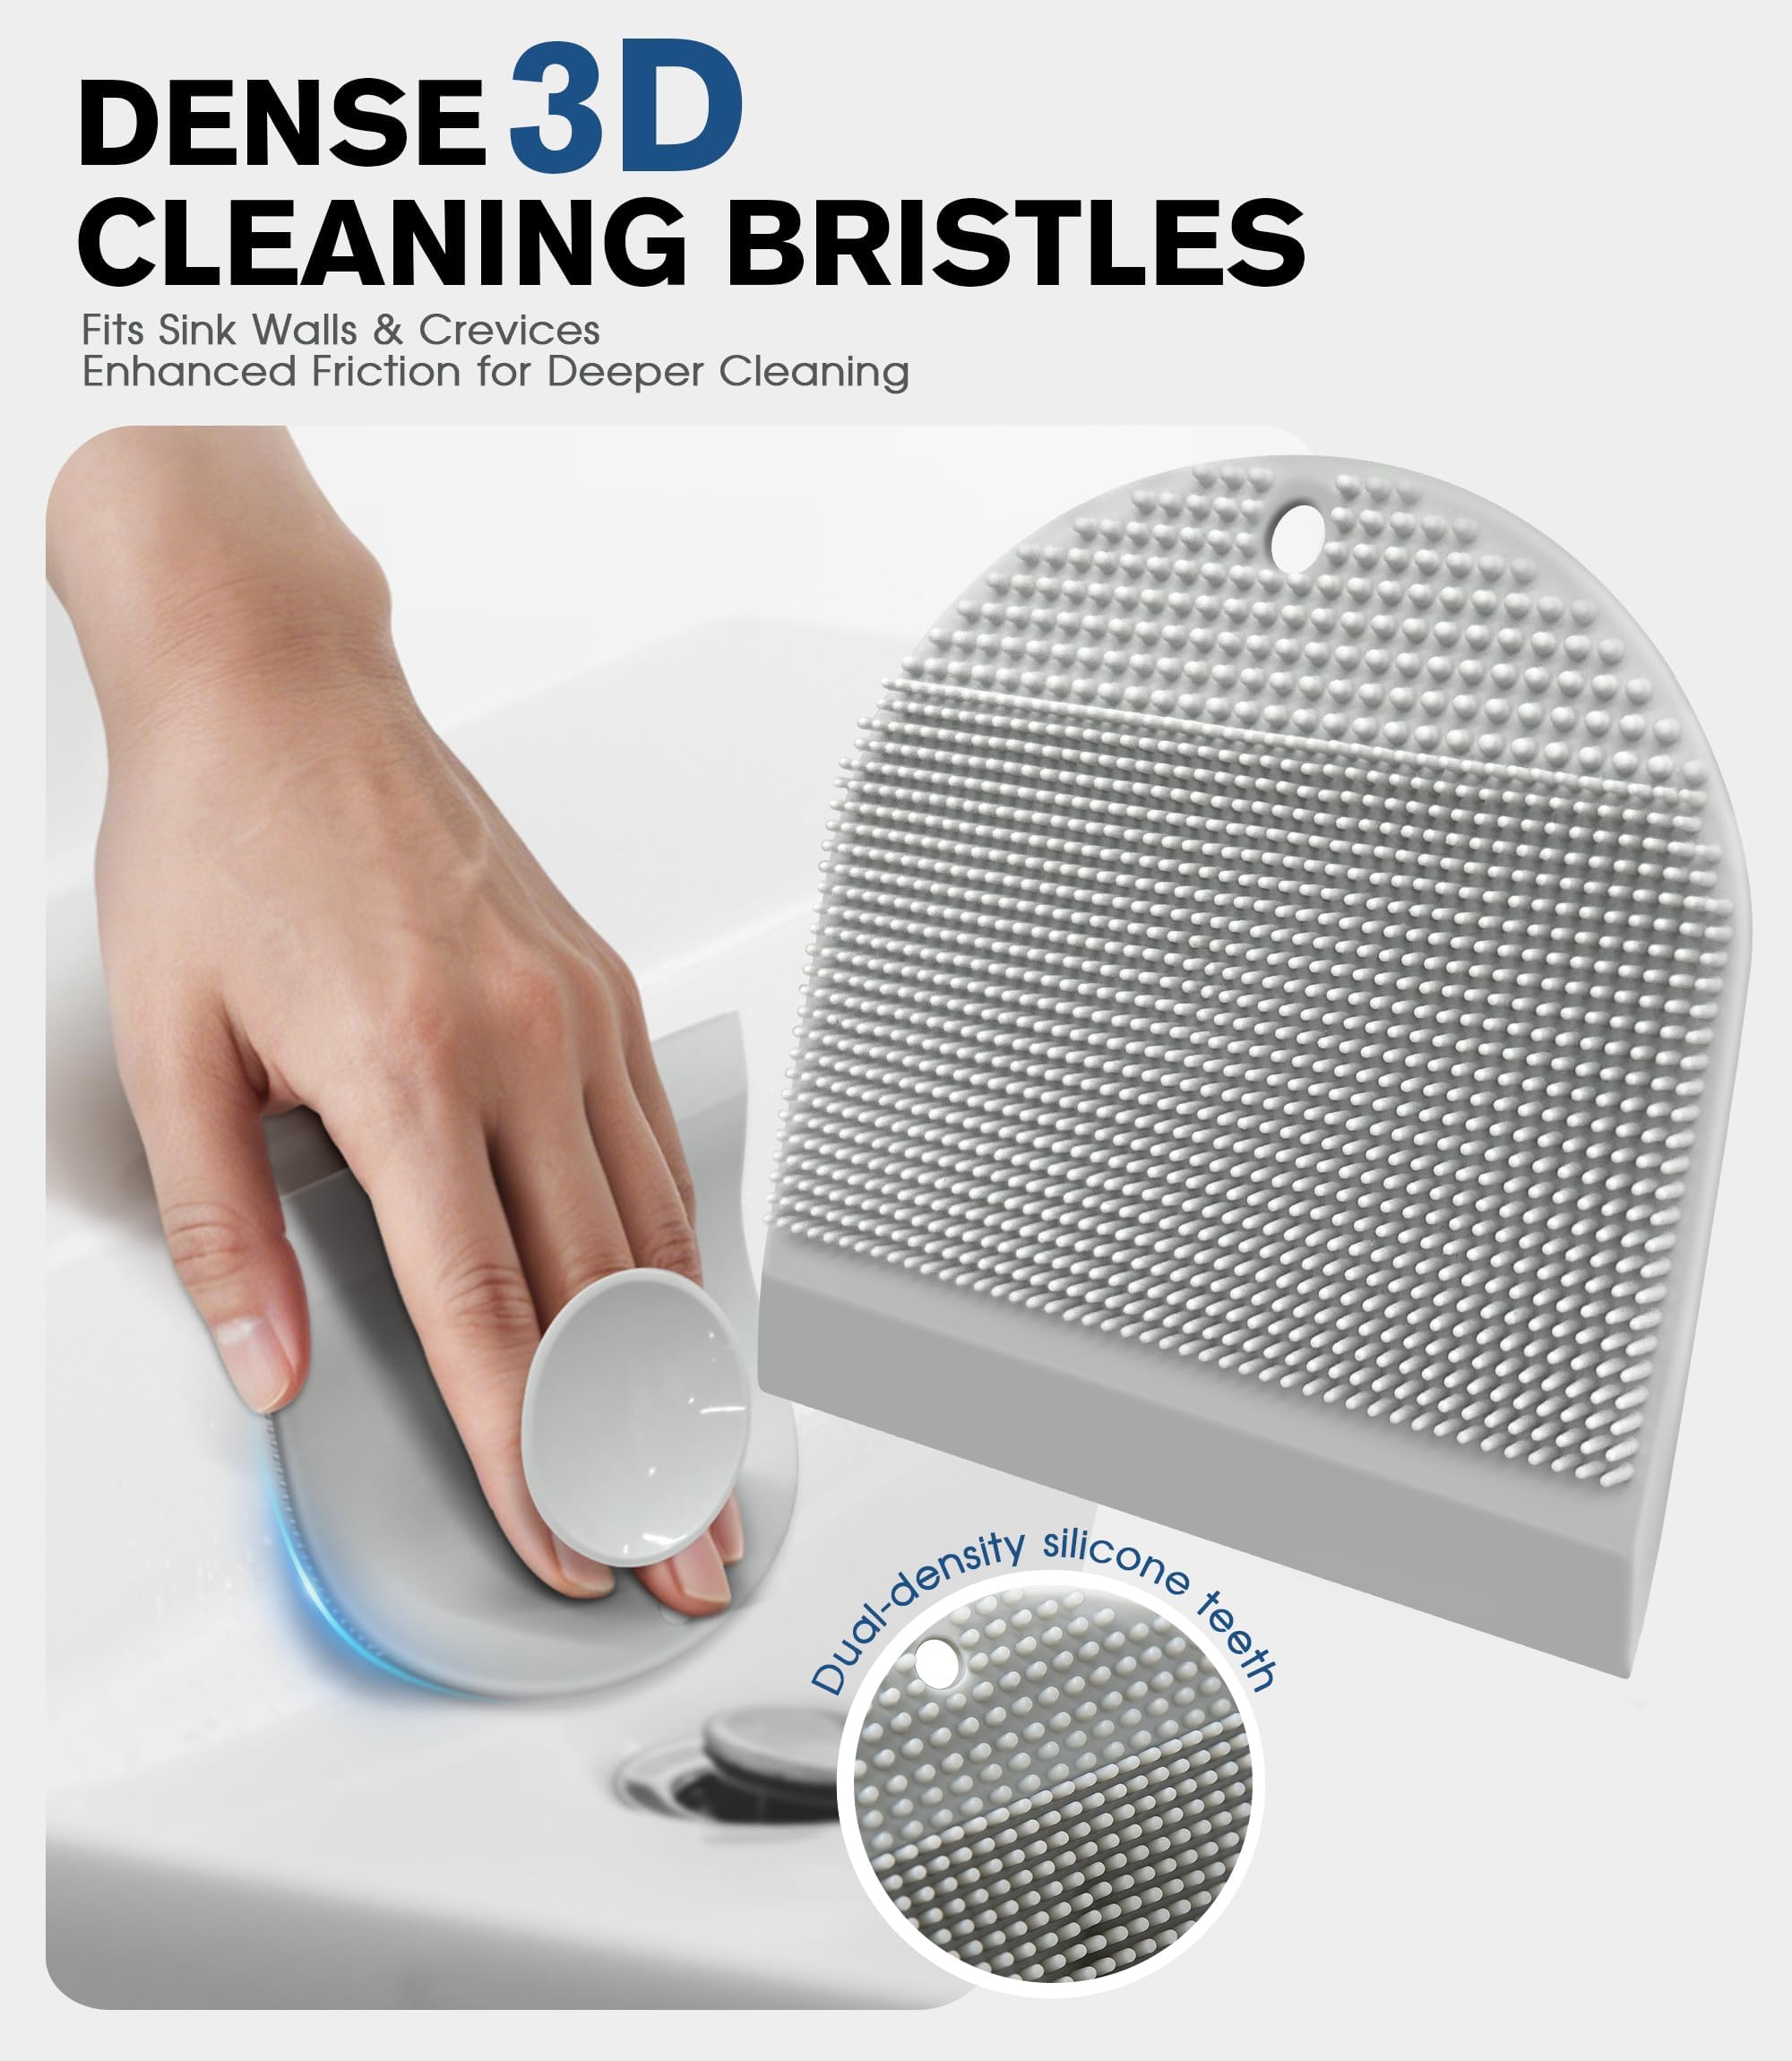 DENSE 3D
CLEANING BRISTLES
Fits Sink Walls & Crevices
Enhanced Friction for Deeper Cleaning
Dual-density silicone teeth